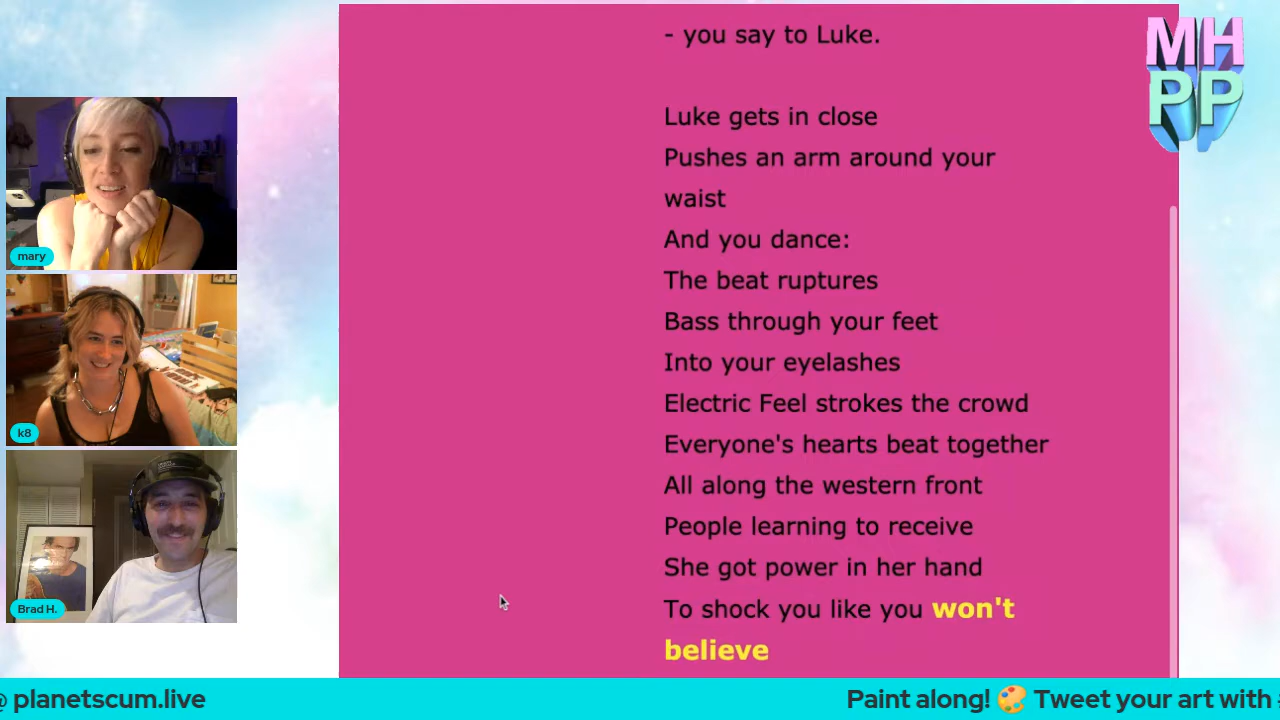 - you say to Luke.
Luke gets in close
Pushes an arm around your
waist
And you dance:
The beat ruptures
Bass through your feet
Into your eyelashes
Electric Feel strokes the crowd
Everyone's hearts beat together
All along the western front
People learning to receive
She got power in her hand
To shock you like you won't
believe
MH
PP
mary
k8
Brad H.
@ planetscum.live
Paint along! 🎨 Tweet your art with